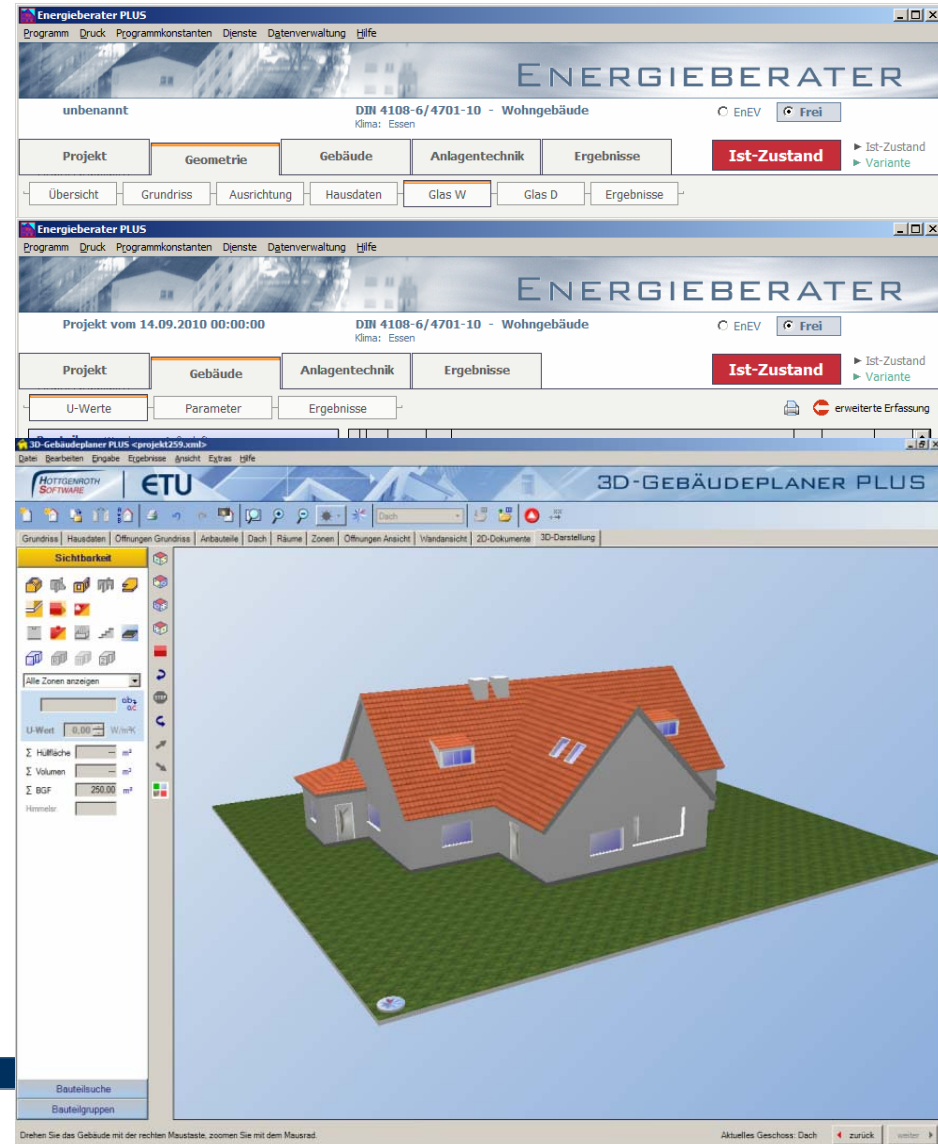 Energieberater PLUS
Programm Druck Programmkonstanten Dienste Datenverwaltung Hilfe
ENERGIEBERATER
unbenannt DIN 4108-6/4701-10 - Wohngebäude EnEV Frei
Klima: Essen
Projekt Geometrie Gebäude Anlagentechnik Ergebnisse Ist-Zustand Ist-Zustand
Variante
Übersicht Grundriss Ausrichtung Hausdaten Glas W Glas D Ergebnisse
Energieberater PLUS
Programm Druck Programmkonstanten Dienste Datenverwaltung Hilfe
ENERGIEBERATER
Projekt vom 14.09.2010 00:00:00 DIN 4108-6/4701-10 - Wohngebäude EnEV Frei
Klima: Essen
Projekt Gebäude Anlagentechnik Ergebnisse Ist-Zustand Ist-Zustand
Variante
U-Werte Parameter Ergebnisse erweiterte Erfassung
3D-Gebäudeplaner PLUS <projekt259.xml>
Datei Bearbeiten Eingabe Ergebnisse Ansicht Extras Hilfe
HOTTGENROTH SOFTWARE ETU 3D-GEBÄUDEPLANER PLUS
Dach
Grundriss Hausdaten Öffnungen Grundriss Anbauteile Dach Räume Zonen Öffnungen Ansicht Wandansicht 2D-Dokumente 3D-Darstellung
Sichtbarkeit
STOP
Alle Zonen anzeigen
U-Wert 0,00 W/m²K
Σ Hüllfläche -- m²
Σ Volumen -- m³
Σ BGF 250.00 m²
Bauteilsuche
Bauteilgruppen
Drehen Sie das Gebäude mit der rechten Maustaste, zoomen Sie mit dem Mausrad. Aktuelles Geschoss: Dach zurück weiter